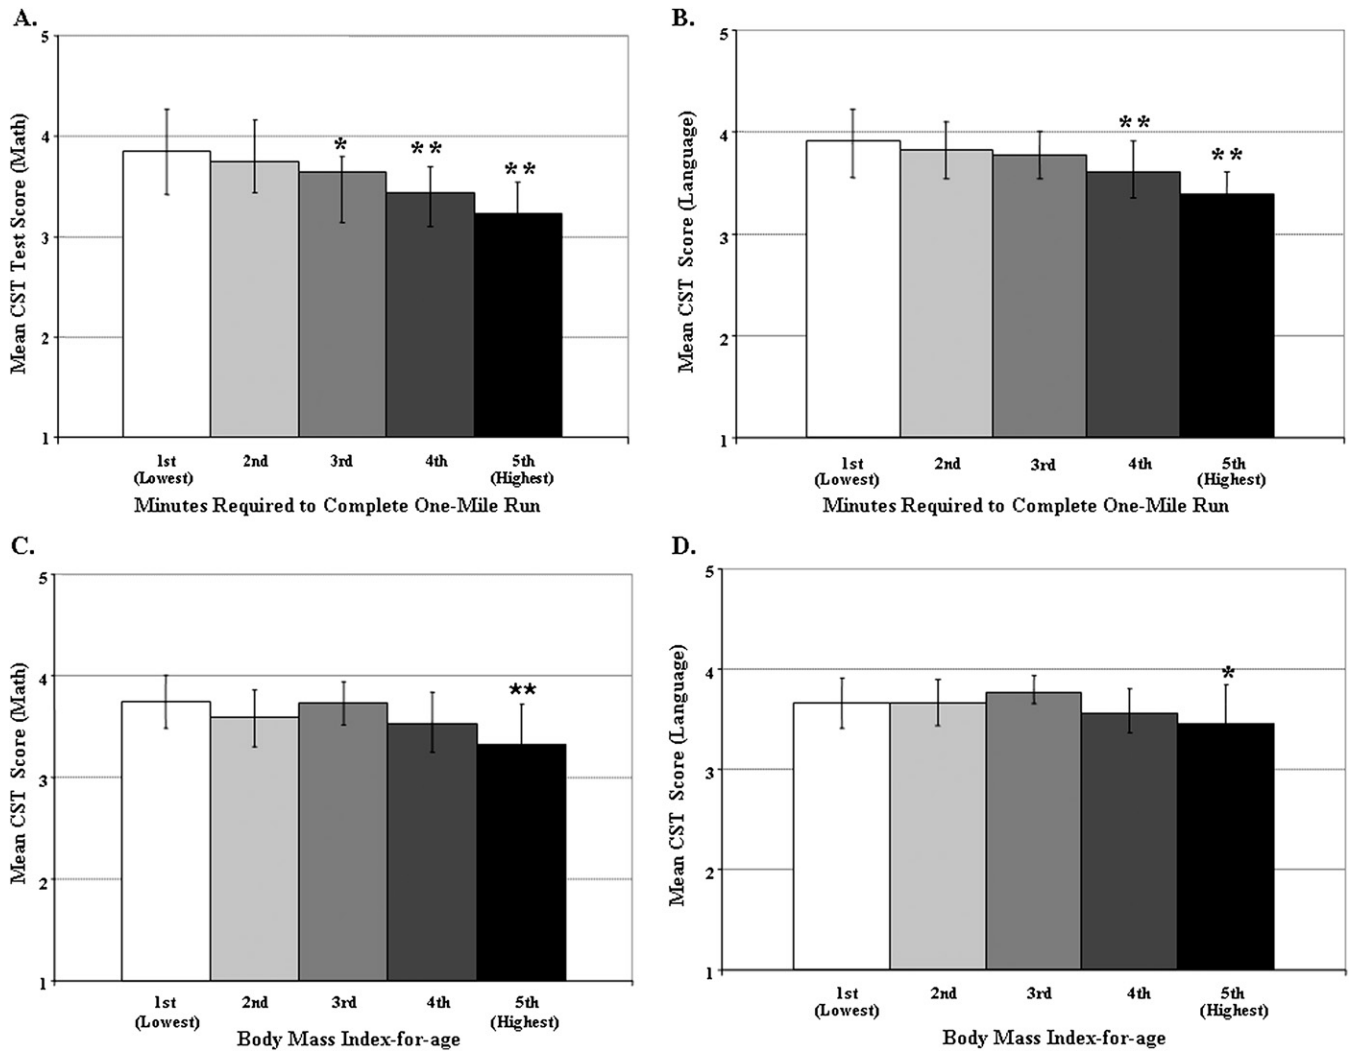 A.
Mean CST Test Score (Math)
5
4
3
2
1
*
**
**
1st
(Lowest)
2nd
3rd
4th
5th
(Highest)
Minutes Required to Complete One-Mile Run
B.
Mean CST Score (Language)
5
4
3
2
1
**
**
1st
(Lowest)
2nd
3rd
4th
5th
(Highest)
Minutes Required to Complete One-Mile Run
C.
Mean CST Score (Math)
5
4
3
2
1
**
1st
(Lowest)
2nd
3rd
4th
5th
(Highest)
Body Mass Index-for-age
D.
Mean CST Score (Language)
5
4
3
2
1
*
1st
(Lowest)
2nd
3rd
4th
5th
(Highest)
Body Mass Index-for-age